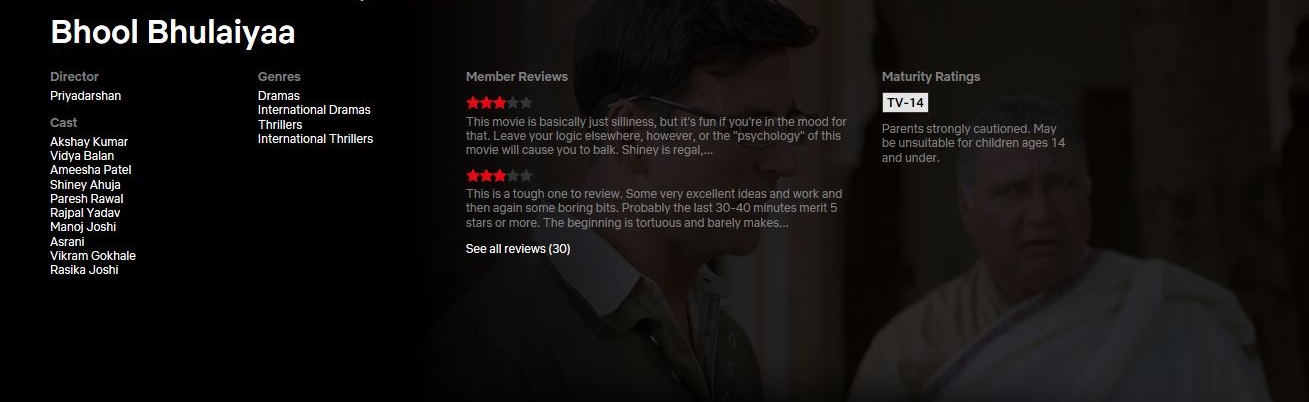 Bhool Bhulaiyaa
Director
Priyadarshan
Cast
Akshay Kumar
Vidya Balan
Ameesha Patel
Shiney Ahuja
Paresh Rawal
Rajpal Yadav
Manoj Joshi
Asrani
Vikram Gokhale
Rasika Joshi
Genres
Dramas
International Dramas
Thrillers
International Thrillers
Member Reviews
This movie is basically just silliness, but it's fun if you're in the mood for
that. Leave your logic elsewhere, however, or the "psychology" of this
movie will cause you to balk. Shiney is regal,...
This is a tough one to review. Some very excellent ideas and work and
then again some boring bits. Probably the last 30-40 minutes merit 5
stars or more. The beginning is tortuous and barely makes...
See all reviews (30)
Maturity Ratings
TV-14
Parents strongly cautioned. May
be unsuitable for children ages 14
and under.